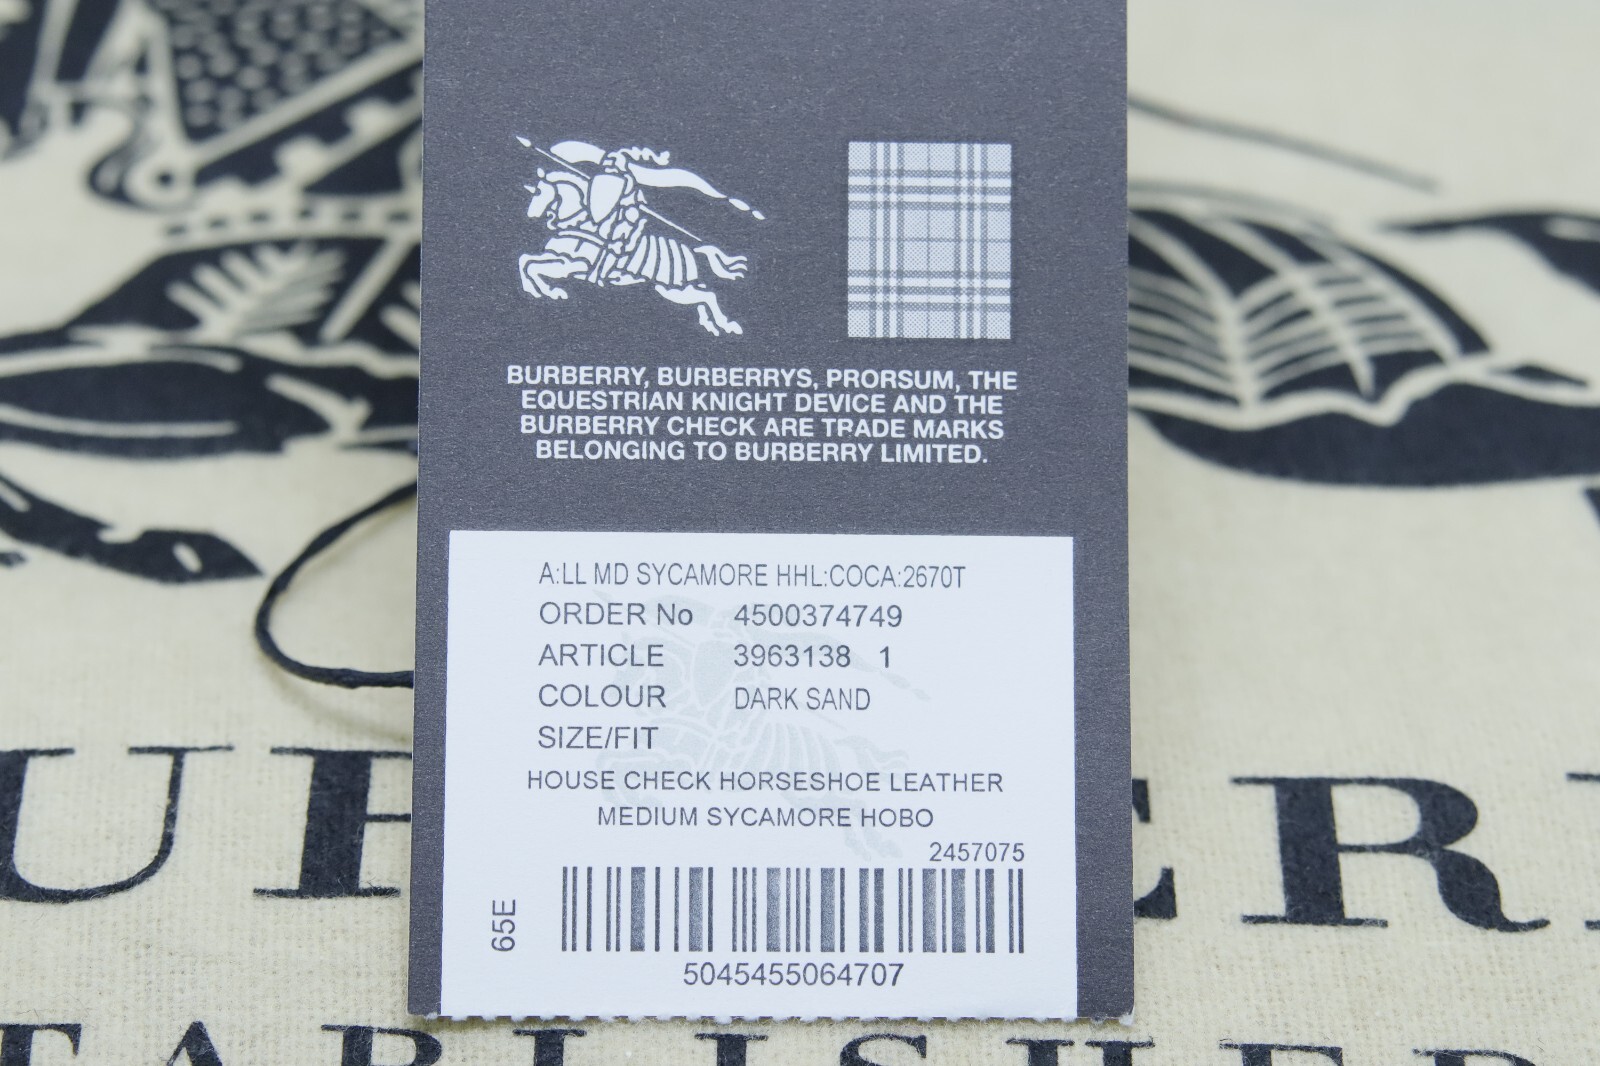 BURBERRY, BURBERRYS, PRORSUM, THE
EQUESTRIAN KNIGHT DEVICE AND THE
BURBERRY CHECK ARE TPADE MARKS
BELONGING TO BURBERRY LIMITED.
A:LL MD SYCAMORE HHL:COCA:2670T
ORDER No 4500374749
ARTICLE 3963138 1
COLOUR DARK SAND
SIZE/FIT
HOUSE CHECK HORSESHOE LEATHER
MEDIUM SYCAMORE HOBO
2457075
65E
5045455064707